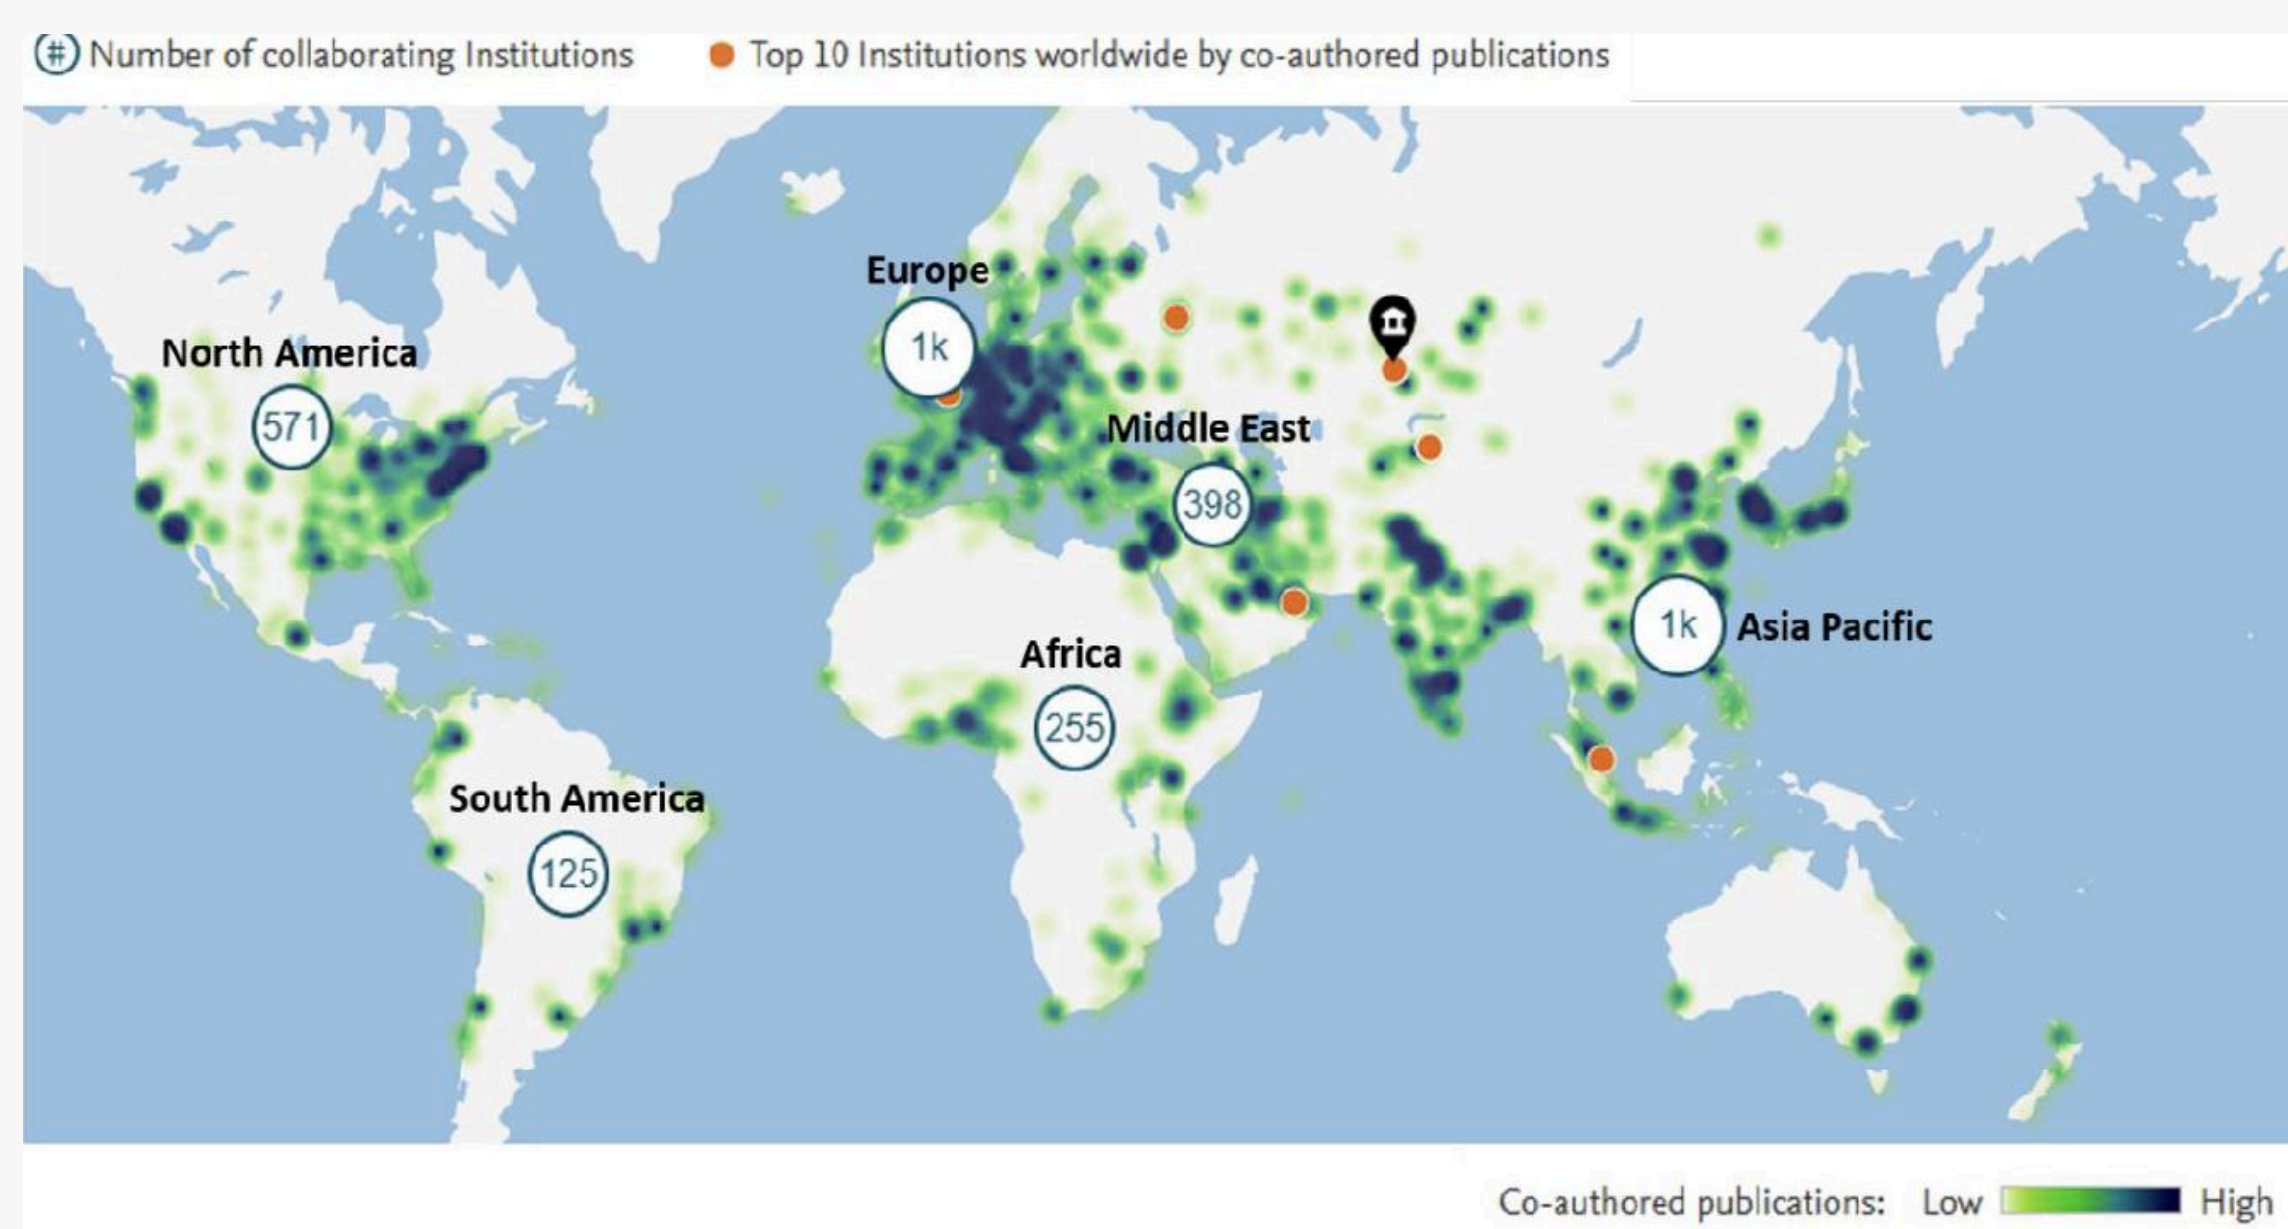 # Number of collaborating Institutions
Top 10 Institutions worldwide by co-authored publications
Europe
1k
North America
571
Middle East
398
1k Asia Pacific
Africa
255
South America
125
Co-authored publications: Low High